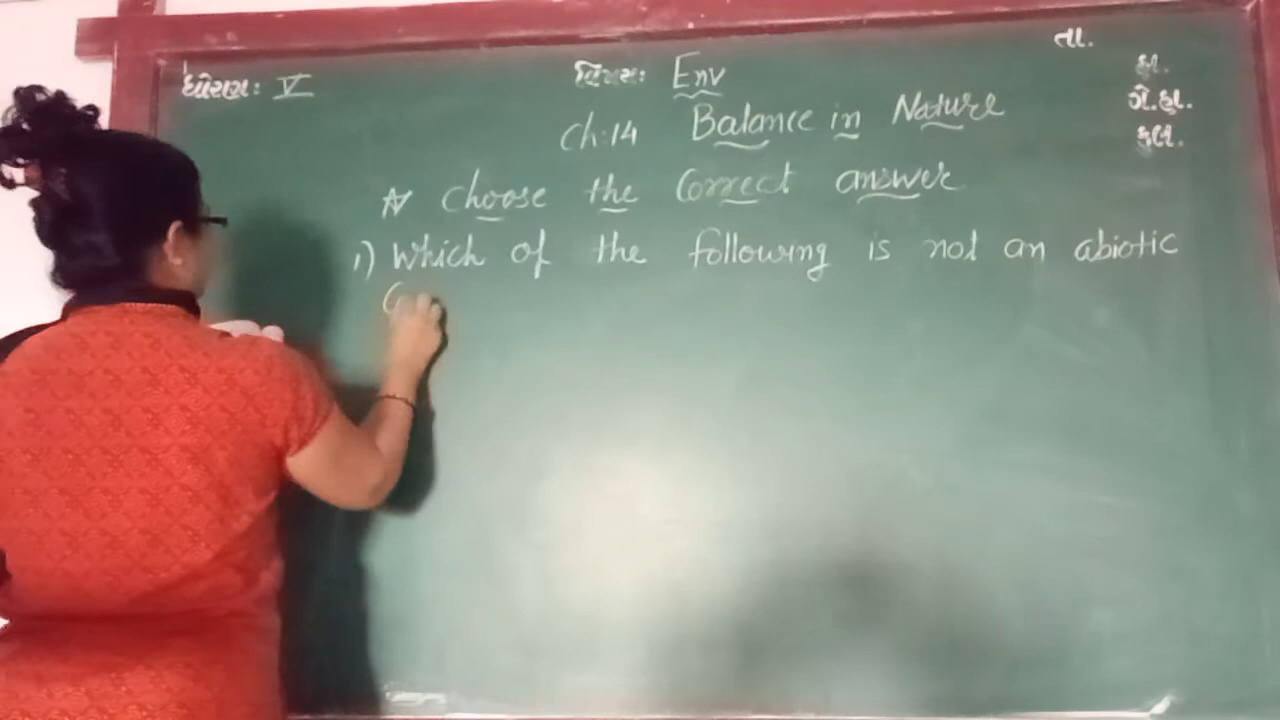 તા.
ધોરણ: V વિષય: Env હા.
Ch:14 Balance in Nature ગે.હા.
કુલ.
☆ Choose the Correct answer
1) Which of the following is not an abiotic
C